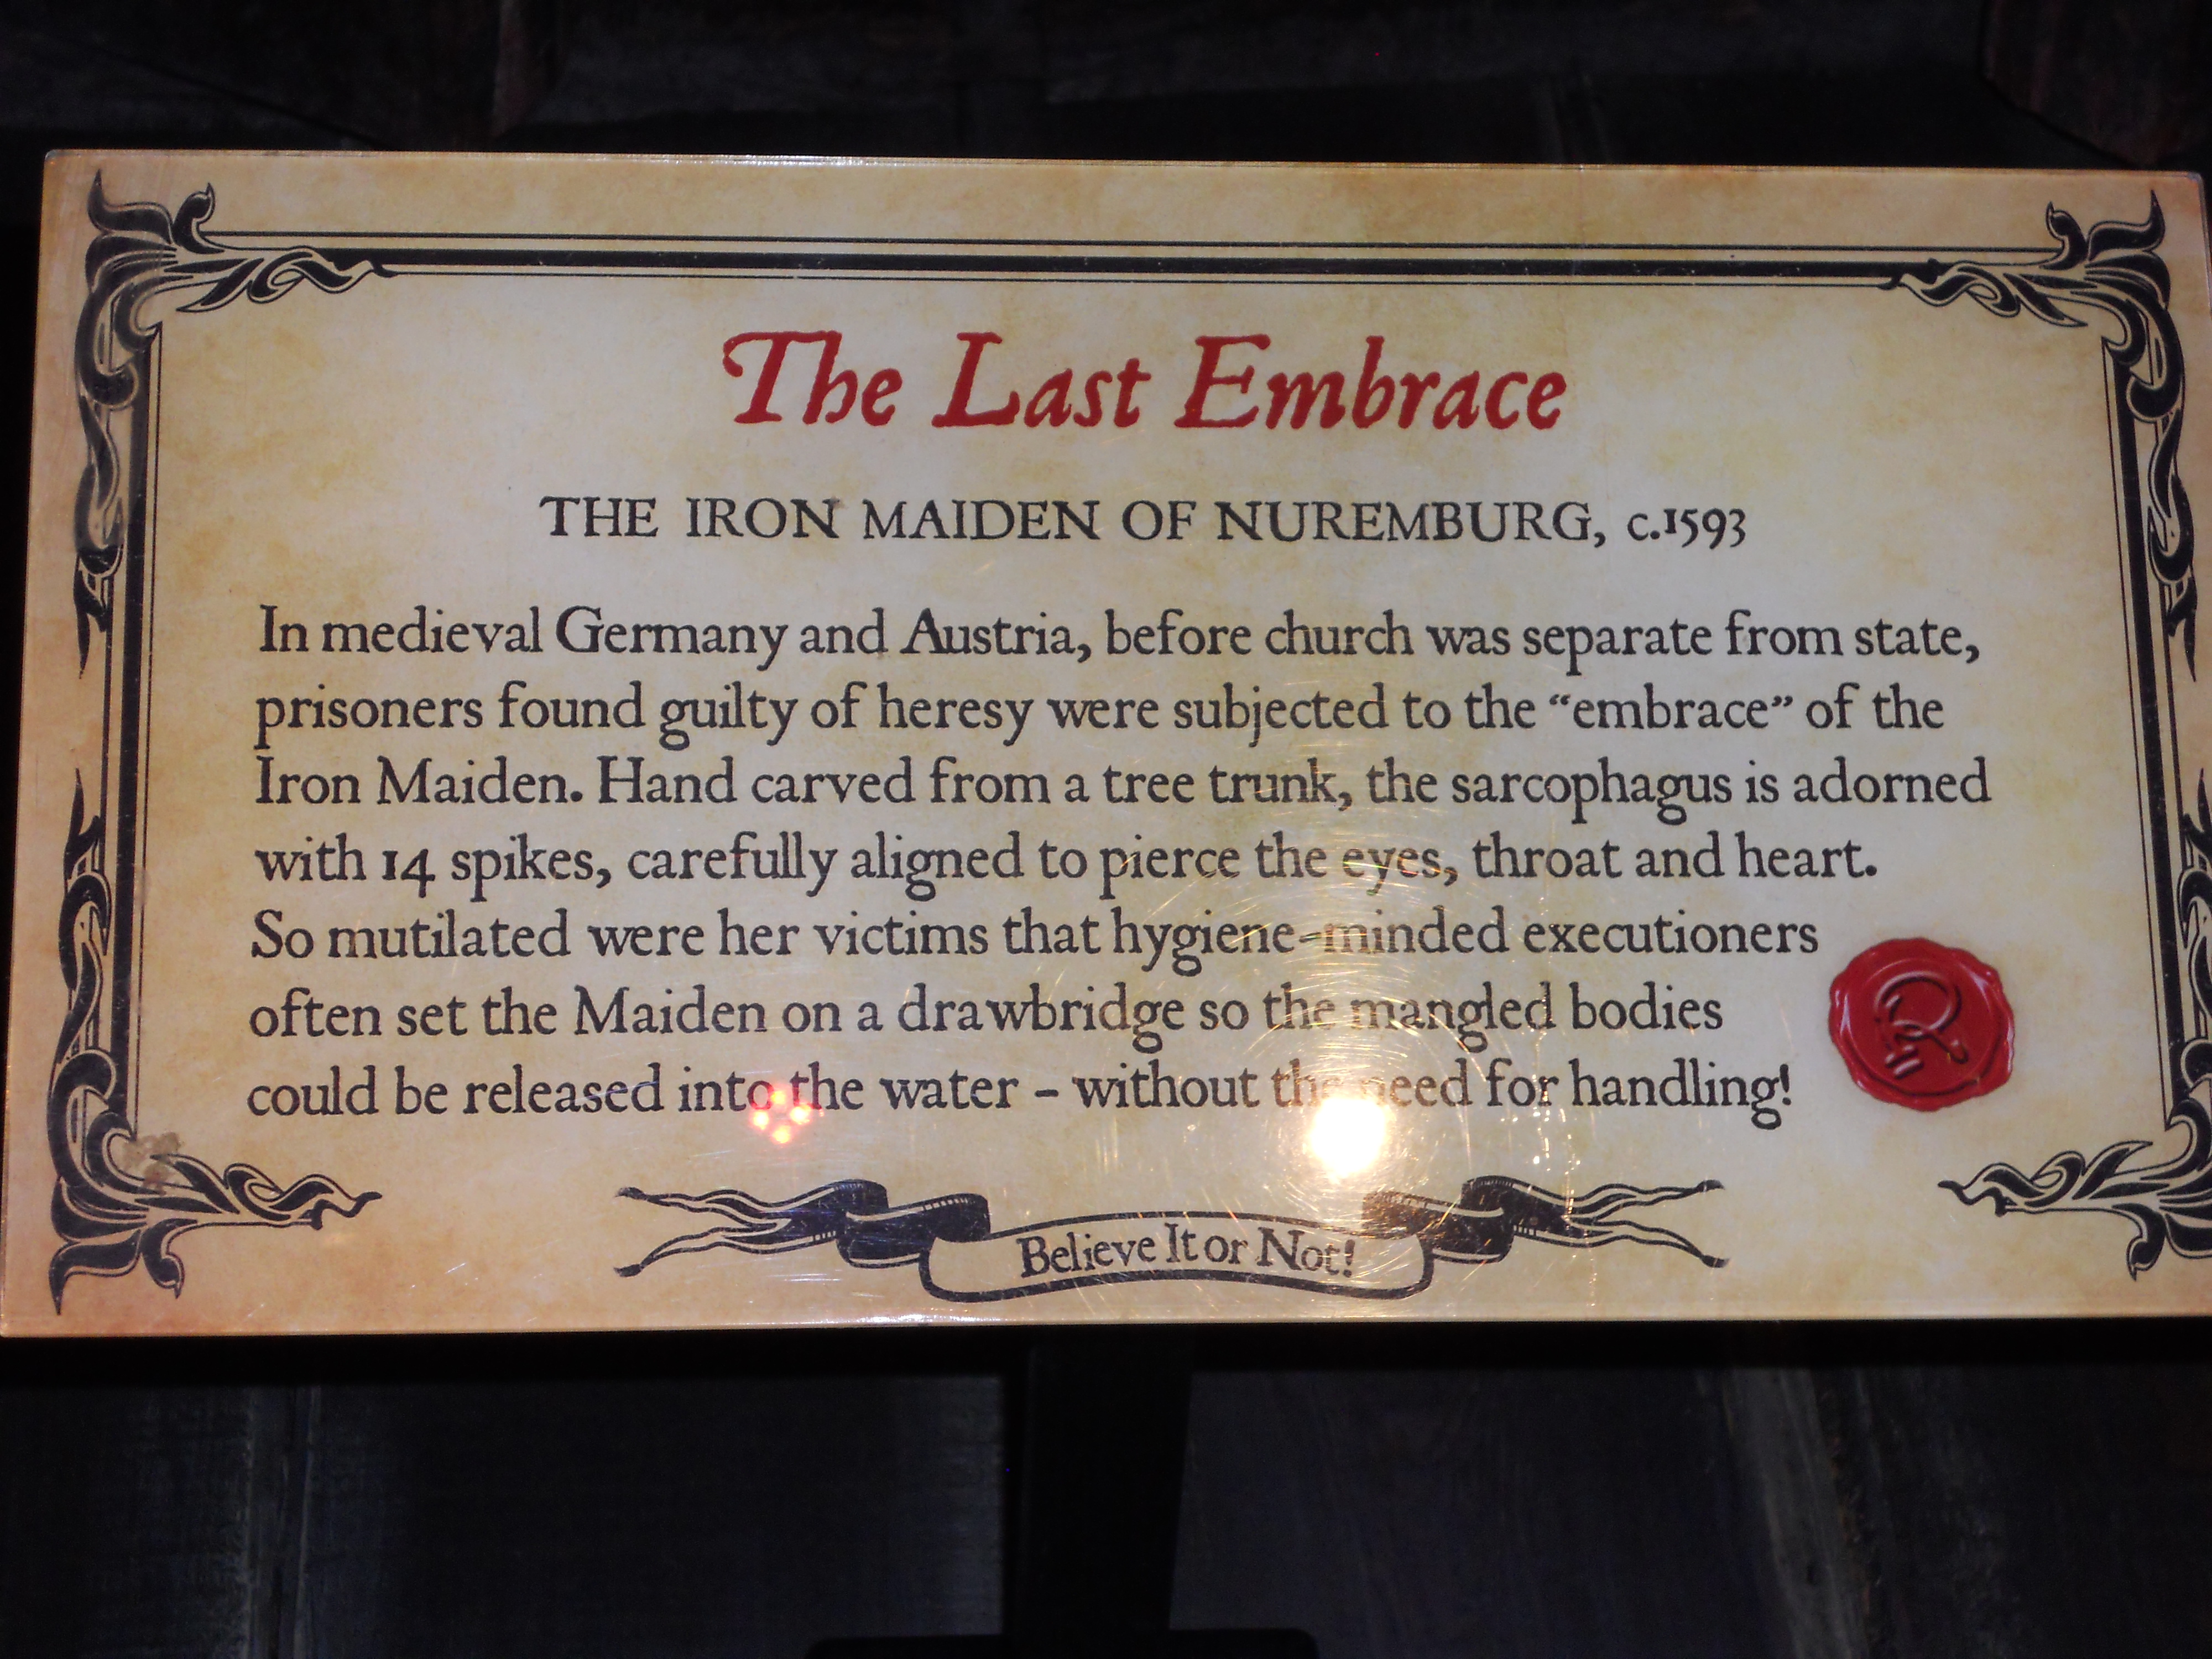 The Last Embrace
THE IRON MAIDEN OF NUREMBURG, c.1593
In medieval Germany and Austria, before church was separate from state,
prisoners found guilty of heresy were subjected to the “embrace” of the
Iron Maiden. Hand carved from a tree trunk, the sarcophagus is adorned
with 14 spikes, carefully aligned to pierce the eyes, throat and heart.
So mutilated were her victims that hygiene-minded executioners
often set the Maiden on a drawbridge so the mangled bodies
could be released into the water – without the need for handling!
R
Believe It or Not!